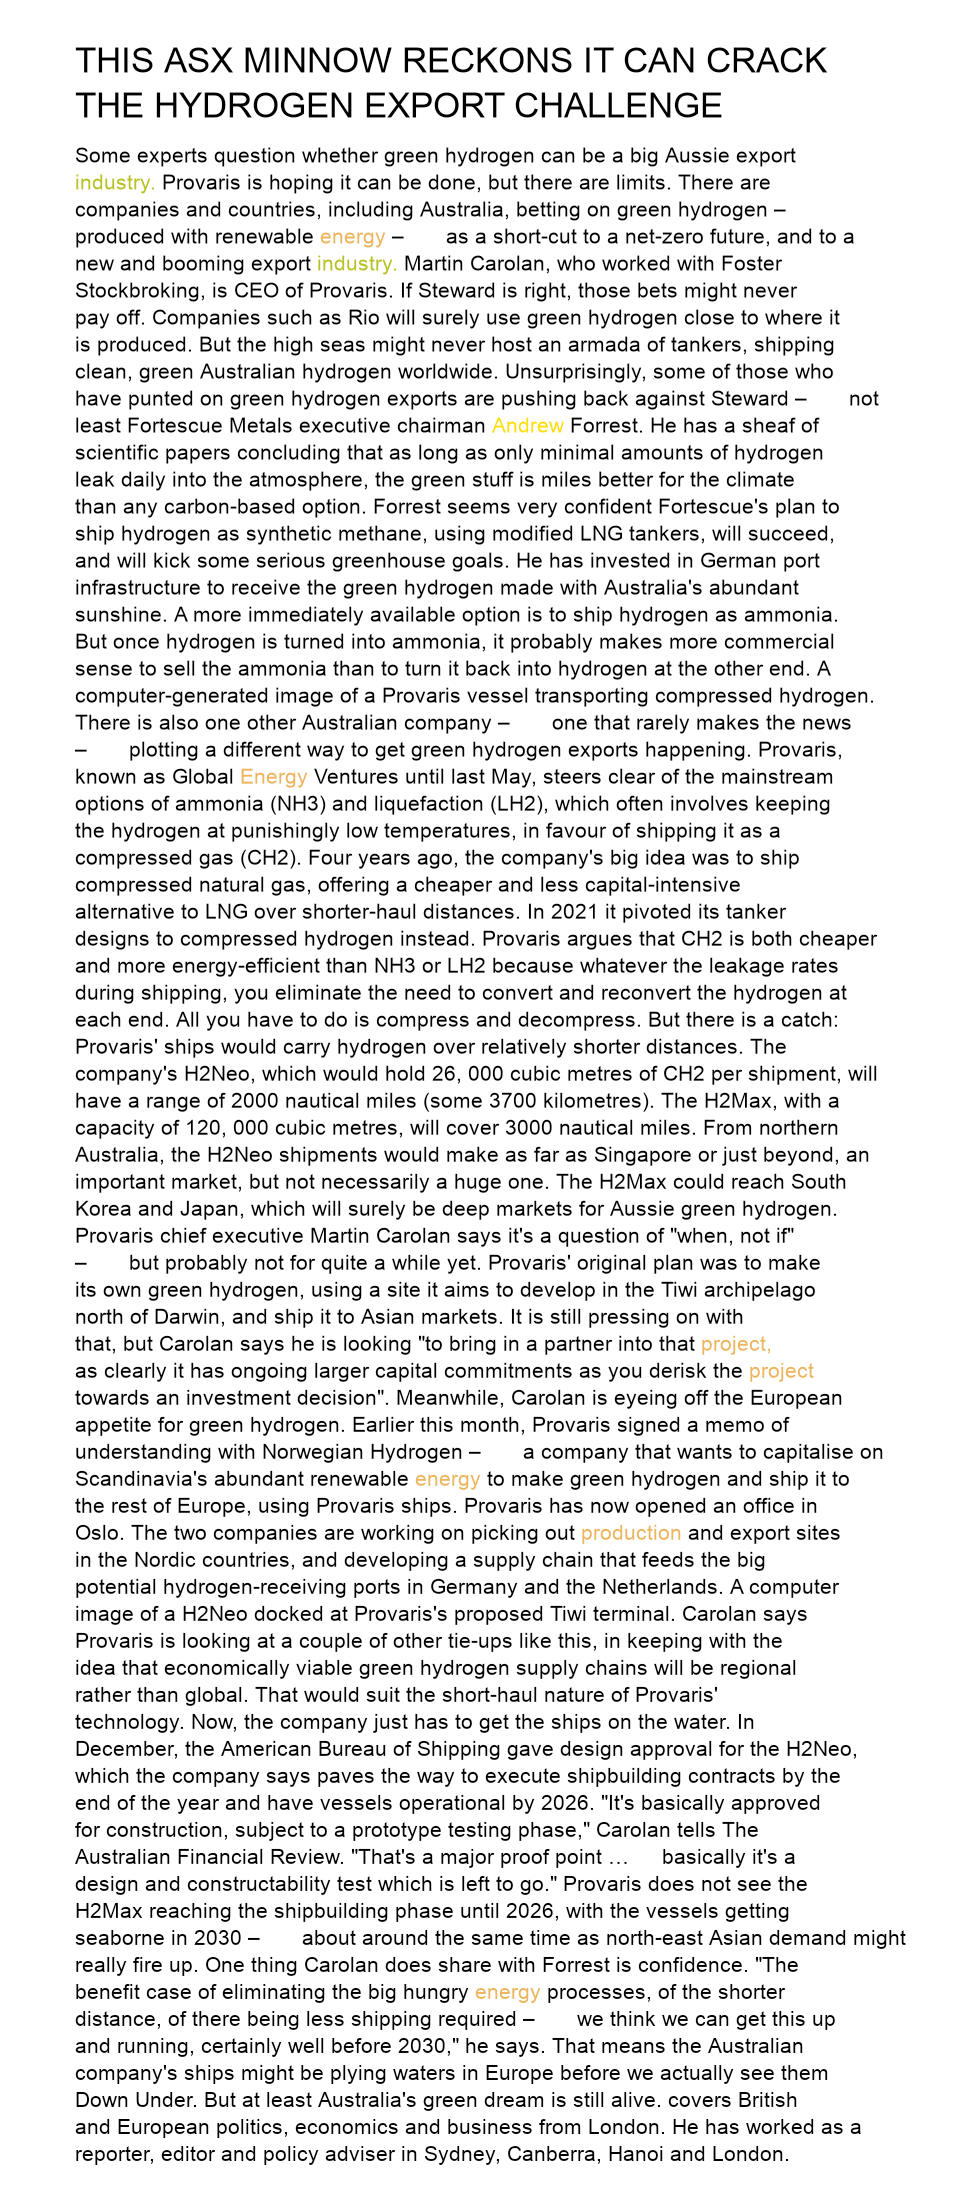 THIS ASX MINNOW RECKONS IT CAN CRACK
THE HYDROGEN EXPORT CHALLENGE
Some experts question whether green hydrogen can be a big Aussie export
industry. Provaris is hoping it can be done, but there are limits. There are
companies and countries, including Australia, betting on green hydrogen –
produced with renewable energy – as a short-cut to a net-zero future, and to a
new and booming export industry. Martin Carolan, who worked with Foster
Stockbroking, is CEO of Provaris. If Steward is right, those bets might never
pay off. Companies such as Rio will surely use green hydrogen close to where it
is produced. But the high seas might never host an armada of tankers, shipping
clean, green Australian hydrogen worldwide. Unsurprisingly, some of those who
have punted on green hydrogen exports are pushing back against Steward – not
least Fortescue Metals executive chairman Andrew Forrest. He has a sheaf of
scientific papers concluding that as long as only minimal amounts of hydrogen
leak daily into the atmosphere, the green stuff is miles better for the climate
than any carbon-based option. Forrest seems very confident Fortescue's plan to
ship hydrogen as synthetic methane, using modified LNG tankers, will succeed,
and will kick some serious greenhouse goals. He has invested in German port
infrastructure to receive the green hydrogen made with Australia's abundant
sunshine. A more immediately available option is to ship hydrogen as ammonia.
But once hydrogen is turned into ammonia, it probably makes more commercial
sense to sell the ammonia than to turn it back into hydrogen at the other end. A
computer-generated image of a Provaris vessel transporting compressed hydrogen.
There is also one other Australian company – one that rarely makes the news
– plotting a different way to get green hydrogen exports happening. Provaris,
known as Global Energy Ventures until last May, steers clear of the mainstream
options of ammonia (NH3) and liquefaction (LH2), which often involves keeping
the hydrogen at punishingly low temperatures, in favour of shipping it as a
compressed gas (CH2). Four years ago, the company's big idea was to ship
compressed natural gas, offering a cheaper and less capital-intensive
alternative to LNG over shorter-haul distances. In 2021 it pivoted its tanker
designs to compressed hydrogen instead. Provaris argues that CH2 is both cheaper
and more energy-efficient than NH3 or LH2 because whatever the leakage rates
during shipping, you eliminate the need to convert and reconvert the hydrogen at
each end. All you have to do is compress and decompress. But there is a catch:
Provaris' ships would carry hydrogen over relatively shorter distances. The
company's H2Neo, which would hold 26, 000 cubic metres of CH2 per shipment, will
have a range of 2000 nautical miles (some 3700 kilometres). The H2Max, with a
capacity of 120, 000 cubic metres, will cover 3000 nautical miles. From northern
Australia, the H2Neo shipments would make as far as Singapore or just beyond, an
important market, but not necessarily a huge one. The H2Max could reach South
Korea and Japan, which will surely be deep markets for Aussie green hydrogen.
Provaris chief executive Martin Carolan says it's a question of "when, not if"
– but probably not for quite a while yet. Provaris' original plan was to make
its own green hydrogen, using a site it aims to develop in the Tiwi archipelago
north of Darwin, and ship it to Asian markets. It is still pressing on with
that, but Carolan says he is looking "to bring in a partner into that project,
as clearly it has ongoing larger capital commitments as you derisk the project
towards an investment decision". Meanwhile, Carolan is eyeing off the European
appetite for green hydrogen. Earlier this month, Provaris signed a memo of
understanding with Norwegian Hydrogen – a company that wants to capitalise on
Scandinavia's abundant renewable energy to make green hydrogen and ship it to
the rest of Europe, using Provaris ships. Provaris has now opened an office in
Oslo. The two companies are working on picking out production and export sites
in the Nordic countries, and developing a supply chain that feeds the big
potential hydrogen-receiving ports in Germany and the Netherlands. A computer
image of a H2Neo docked at Provaris's proposed Tiwi terminal. Carolan says
Provaris is looking at a couple of other tie-ups like this, in keeping with the
idea that economically viable green hydrogen supply chains will be regional
rather than global. That would suit the short-haul nature of Provaris'
technology. Now, the company just has to get the ships on the water. In
December, the American Bureau of Shipping gave design approval for the H2Neo,
which the company says paves the way to execute shipbuilding contracts by the
end of the year and have vessels operational by 2026. "It's basically approved
for construction, subject to a prototype testing phase," Carolan tells The
Australian Financial Review. "That's a major proof point … basically it's a
design and constructability test which is left to go." Provaris does not see the
H2Max reaching the shipbuilding phase until 2026, with the vessels getting
seaborne in 2030 – about around the same time as north-east Asian demand might
really fire up. One thing Carolan does share with Forrest is confidence. "The
benefit case of eliminating the big hungry energy processes, of the shorter
distance, of there being less shipping required – we think we can get this up
and running, certainly well before 2030," he says. That means the Australian
company's ships might be plying waters in Europe before we actually see them
Down Under. But at least Australia's green dream is still alive. covers British
and European politics, economics and business from London. He has worked as a
reporter, editor and policy adviser in Sydney, Canberra, Hanoi and London.